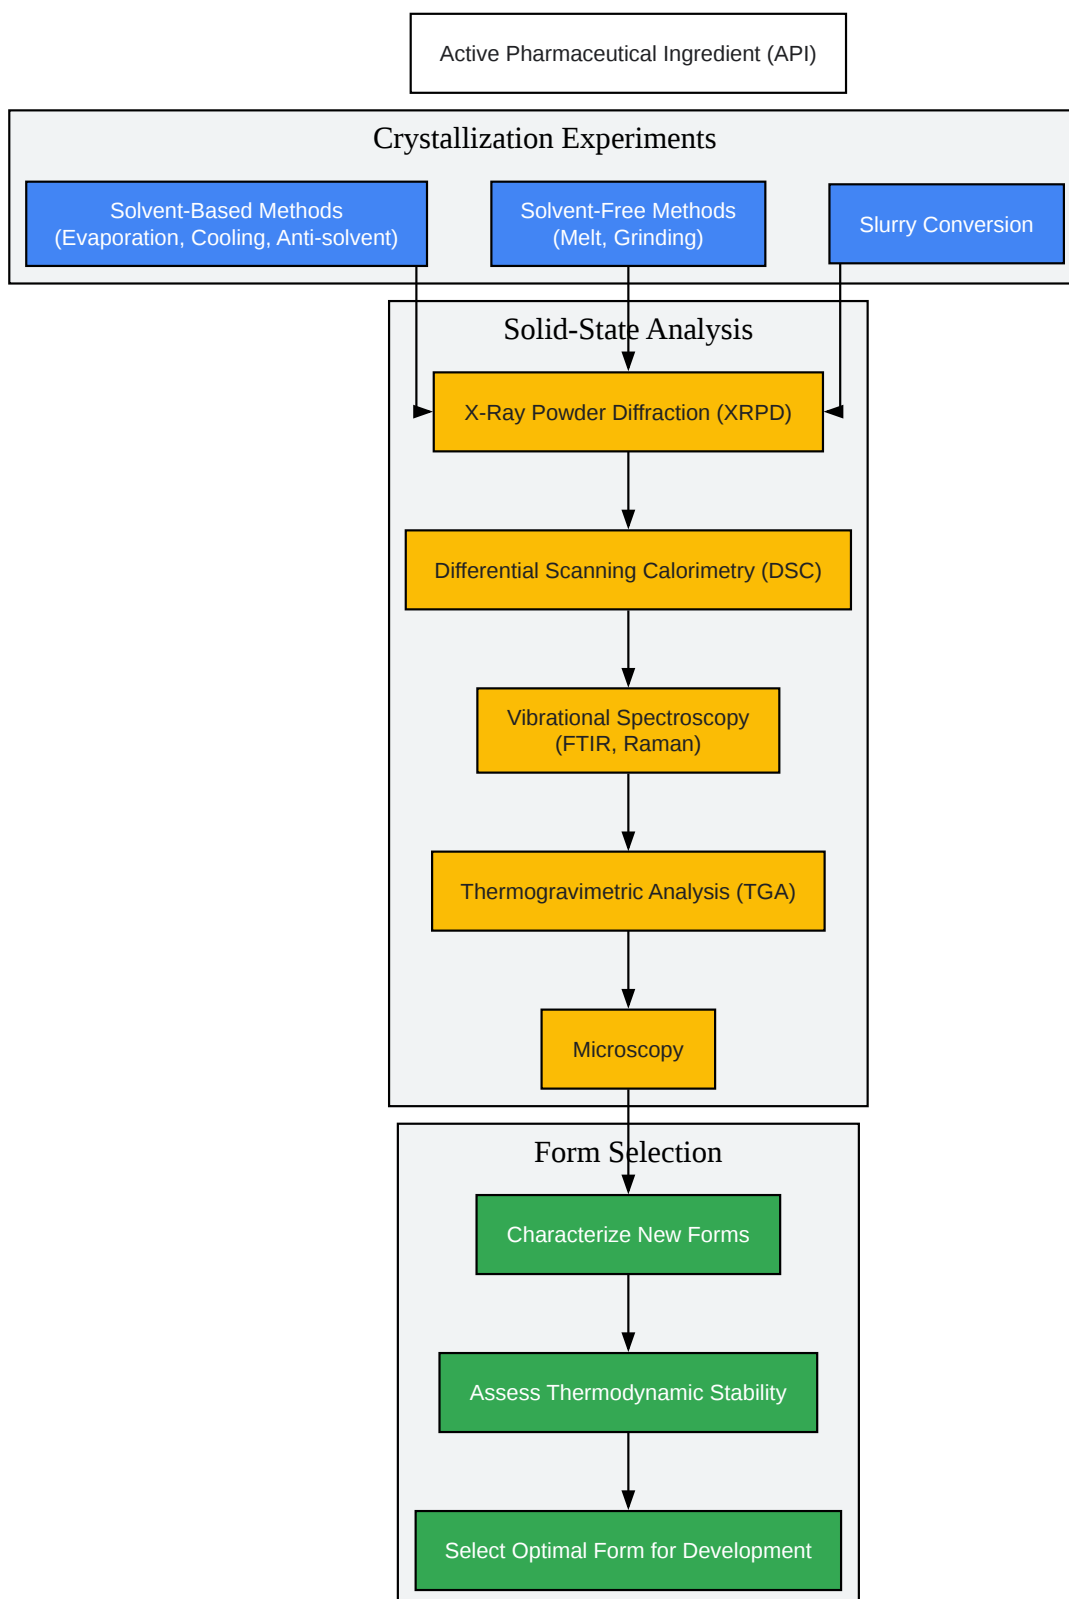 Active Pharmaceutical Ingredient (API)
Crystallization Experiments
Solvent-Based Methods
(Evaporation, Cooling, Anti-solvent)
Solvent-Free Methods
(Melt, Grinding)
Slurry Conversion
Solid-State Analysis
X-Ray Powder Diffraction (XRPD)
Differential Scanning Calorimetry (DSC)
Vibrational Spectroscopy
(FTIR, Raman)
Thermogravimetric Analysis (TGA)
Microscopy
Form Selection
Characterize New Forms
Assess Thermodynamic Stability
Select Optimal Form for Development